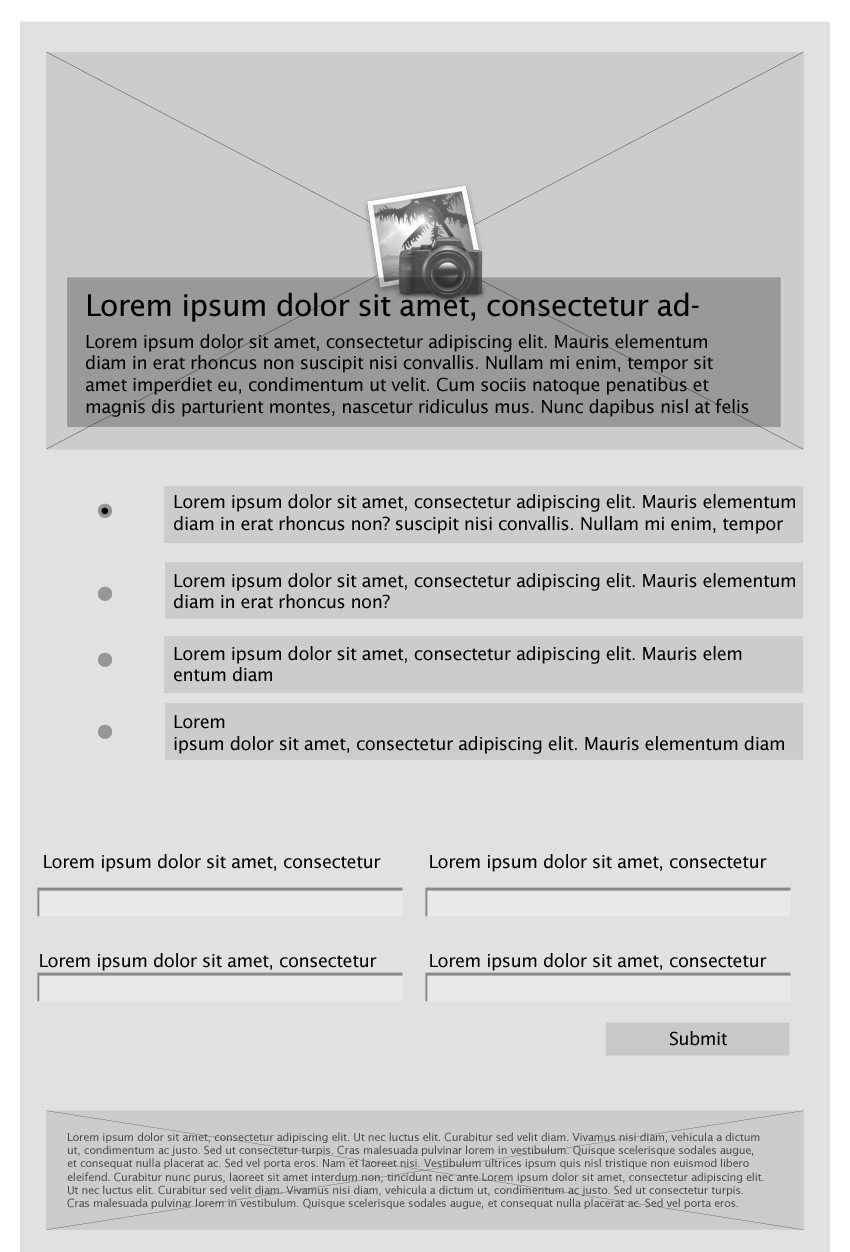 Lorem ipsum dolor sit amet, consectetur ad-
Lorem ipsum dolor sit amet, consectetur adipiscing elit. Mauris elementum
diam in erat rhoncus non suscipit nisi convallis. Nullam mi enim, tempor sit
amet imperdiet eu, condimentum ut velit. Cum sociis natoque penatibus et
magnis dis parturient montes, nascetur ridiculus mus. Nunc dapibus nisl at felis
Lorem ipsum dolor sit amet, consectetur adipiscing elit. Mauris elementum
diam in erat rhoncus non? suscipit nisi convallis. Nullam mi enim, tempor
Lorem ipsum dolor sit amet, consectetur adipiscing elit. Mauris elementum
diam in erat rhoncus non?
Lorem ipsum dolor sit amet, consectetur adipiscing elit. Mauris elem
entum diam
Lorem
ipsum dolor sit amet, consectetur adipiscing elit. Mauris elementum diam
Lorem ipsum dolor sit amet, consectetur
Lorem ipsum dolor sit amet, consectetur
Lorem ipsum dolor sit amet, consectetur
Lorem ipsum dolor sit amet, consectetur
Submit
Lorem ipsum dolor sit amet, consectetur adipiscing elit. Ut nec luctus elit. Curabitur sed velit diam. Vivamus nisi diam, vehicula a dictum
ut, condimentum ac justo. Sed ut consectetur turpis. Cras malesuada pulvinar lorem in vestibulum. Quisque scelerisque sodales augue,
et consequat nulla placerat ac. Sed vel porta eros. Nam et laoreet nisi. Vestibulum ultrices ipsum quis nisl tristique non euismod libero
eleifend. Curabitur nunc purus, laoreet sit amet interdum non, tincidunt nec ante.Lorem ipsum dolor sit amet, consectetur adipiscing elit.
Ut nec luctus elit. Curabitur sed velit diam. Vivamus nisi diam, vehicula a dictum ut, condimentum ac justo. Sed ut consectetur turpis.
Cras malesuada pulvinar lorem in vestibulum. Quisque scelerisque sodales augue, et consequat nulla placerat ac. Sed vel porta eros.